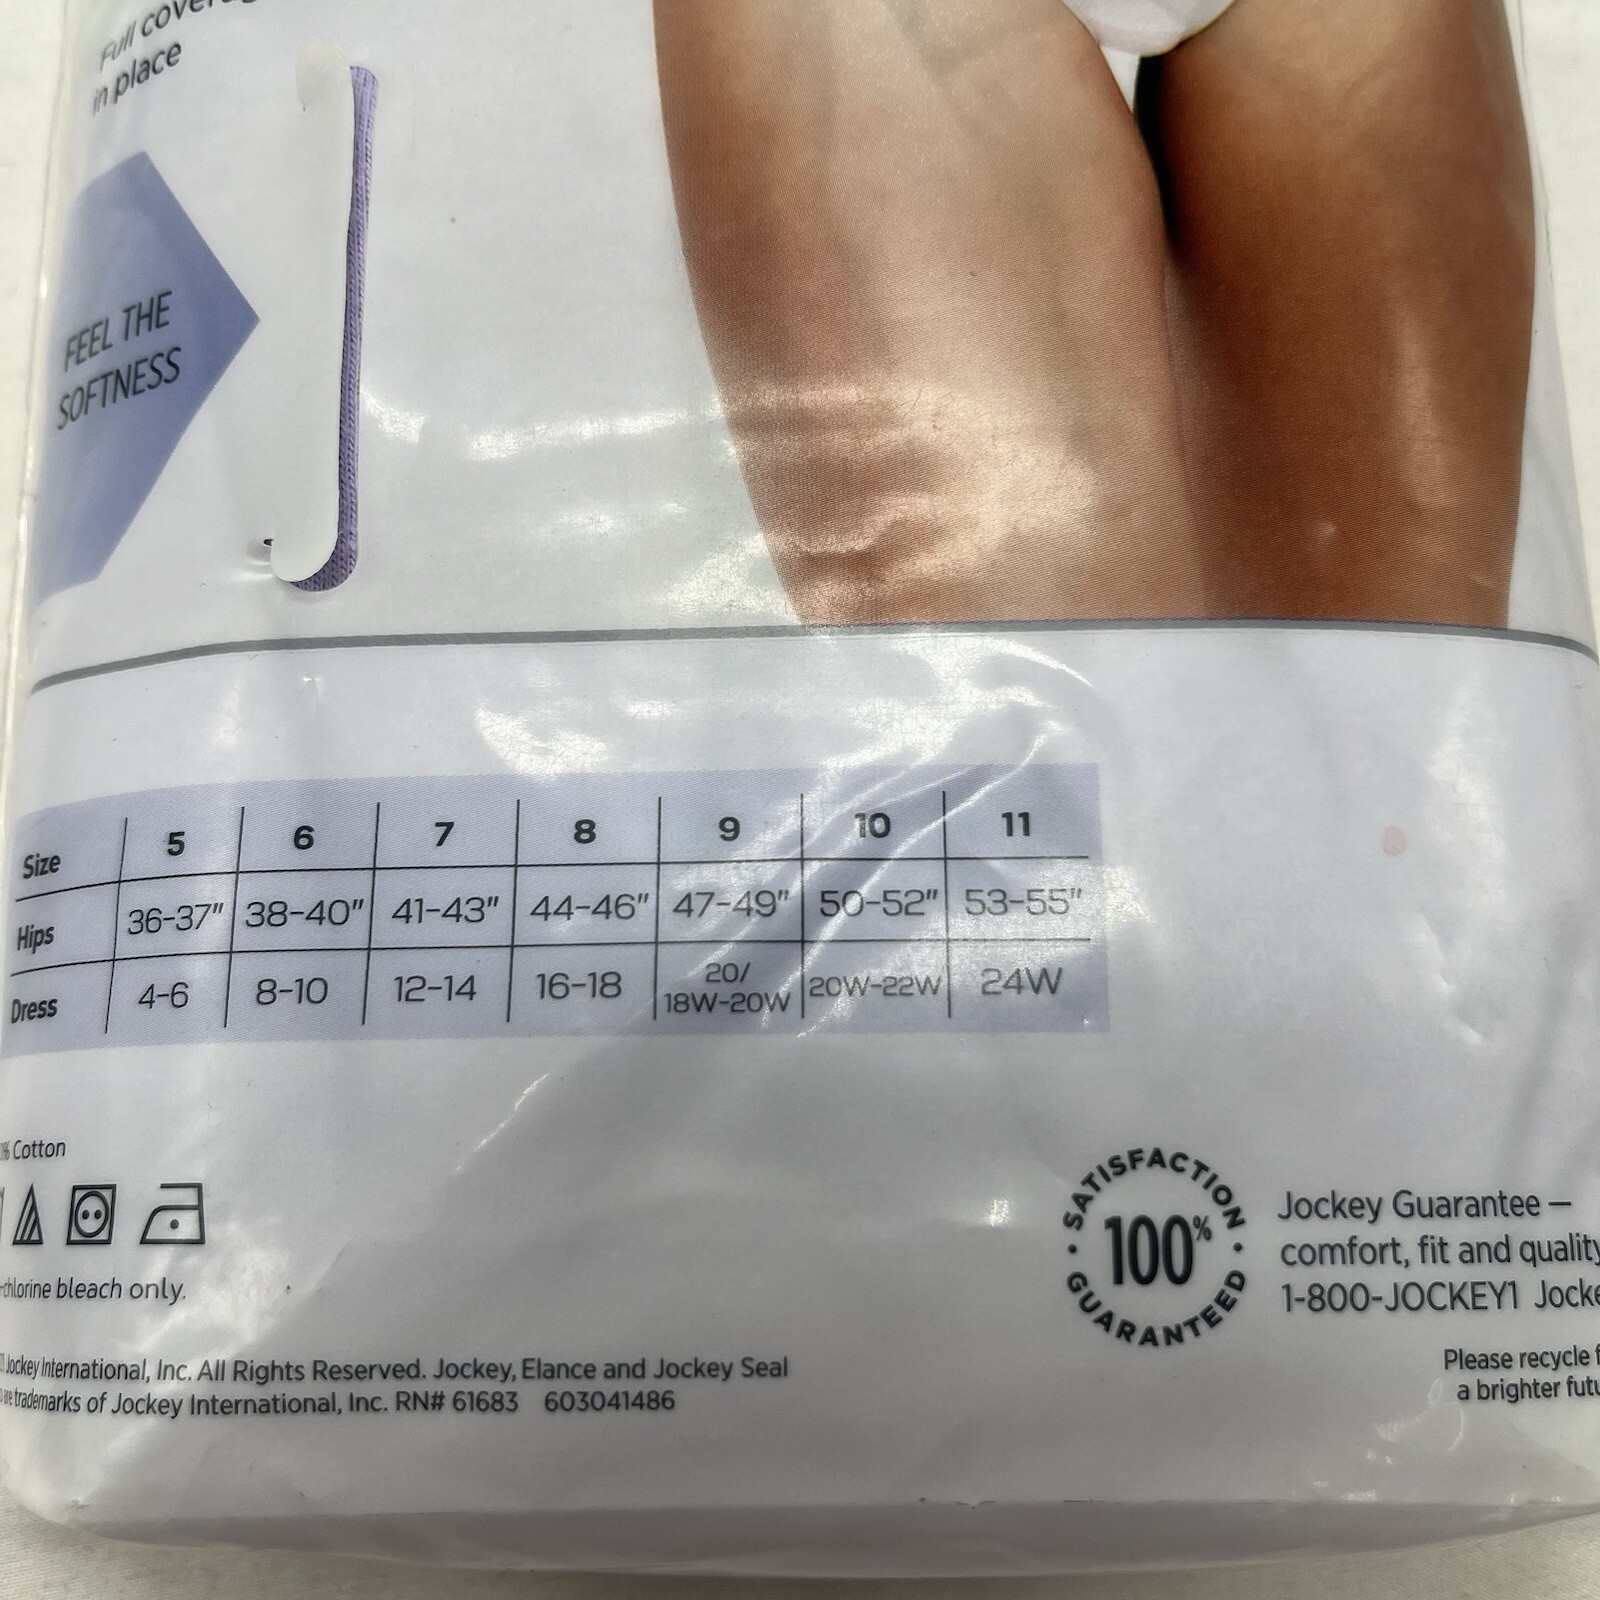 Full
in place
FEEL THE
SOFTNESS
Size 5 6 7 8 9 10 11
Hips 36-37" 38-40" 41-43" 44-46" 47-49" 50-52" 53-55"
Dress 4-6 8-10 12-14 16-18 20/ 18W-20W 20W-22W 24W
% Cotton
-chlorine bleach only.
Jockey International, Inc. All Rights Reserved. Jockey, Elance and Jockey Seal
are trademarks of Jockey International, Inc. RN# 61683 603041486
SATISFACTION
100%
GUARANTEED
Jockey Guarantee –
comfort, fit and quality
1-800-JOCKEY1
Please recycle
a brighter